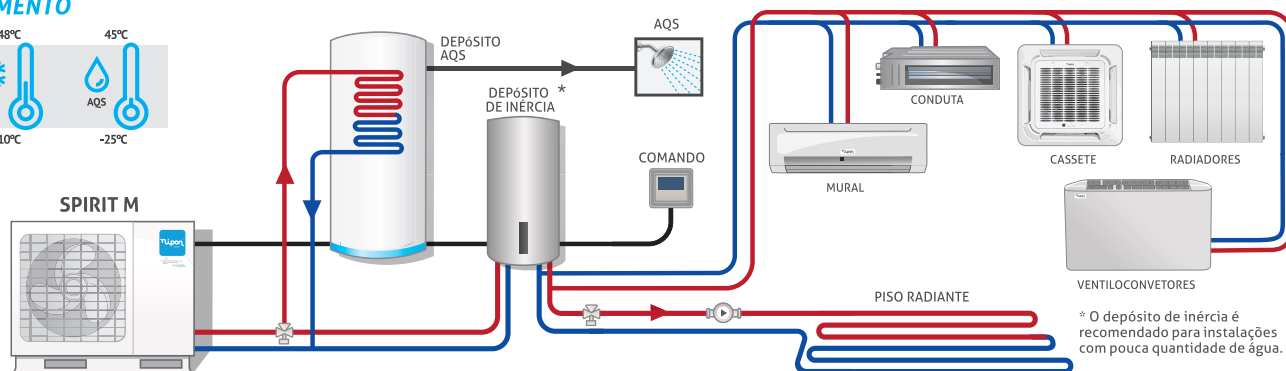 MENTO
48ºC
45ºC
AQS
10ºC
-25ºC
DEPóSITO
AQS
AQS
DEPóSITO *
DE INÉRCIA
COMANDO
SPIRIT M
nipon
MURAL
CONDUTA
CASSETE
RADIADORES
VENTILOCONVETORES
PISO RADIANTE
* O depósito de inércia é
recomendado para instalações
com pouca quantidade de água.